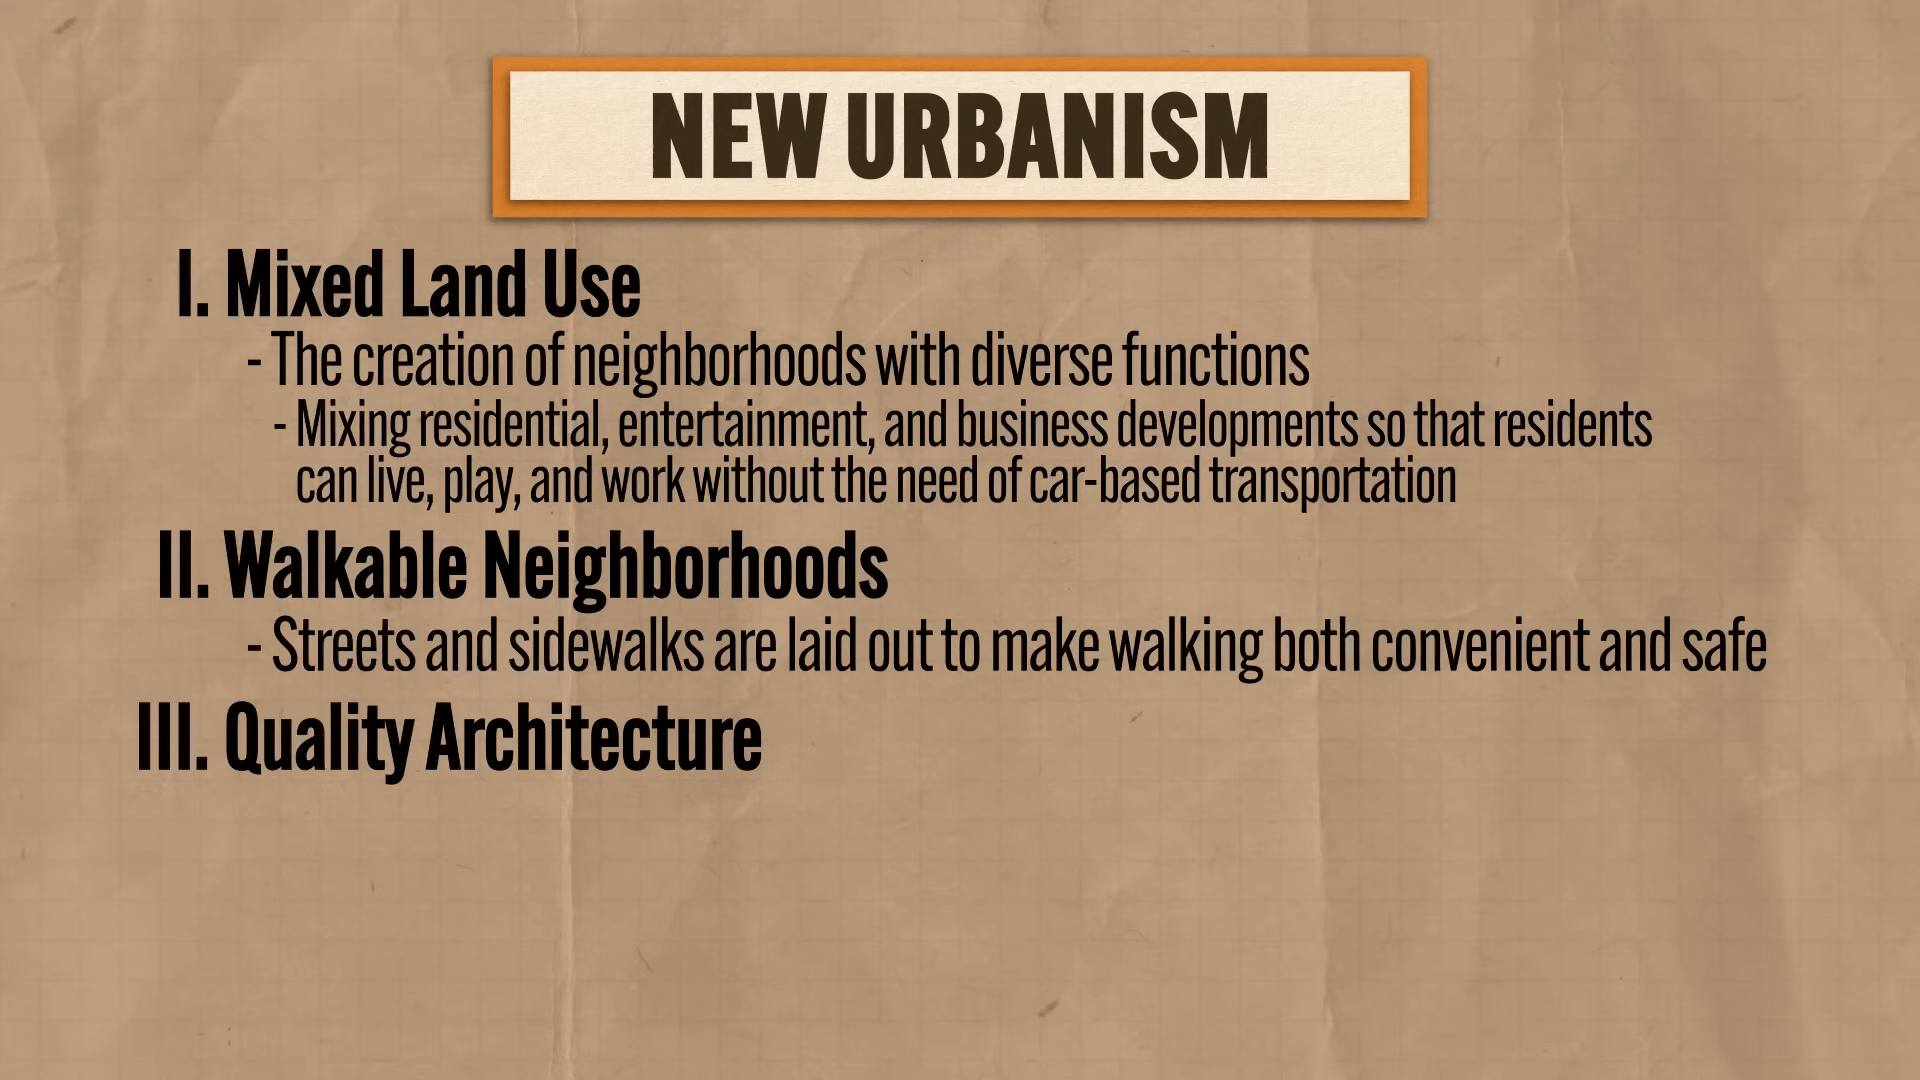 NEW URBANISM
I. Mixed Land Use
- The creation of neighborhoods with diverse functions
- Mixing residential, entertainment, and business developments so that residents
can live, play, and work without the need of car-based transportation
II. Walkable Neighborhoods
- Streets and sidewalks are laid out to make walking both convenient and safe
III. Quality Architecture